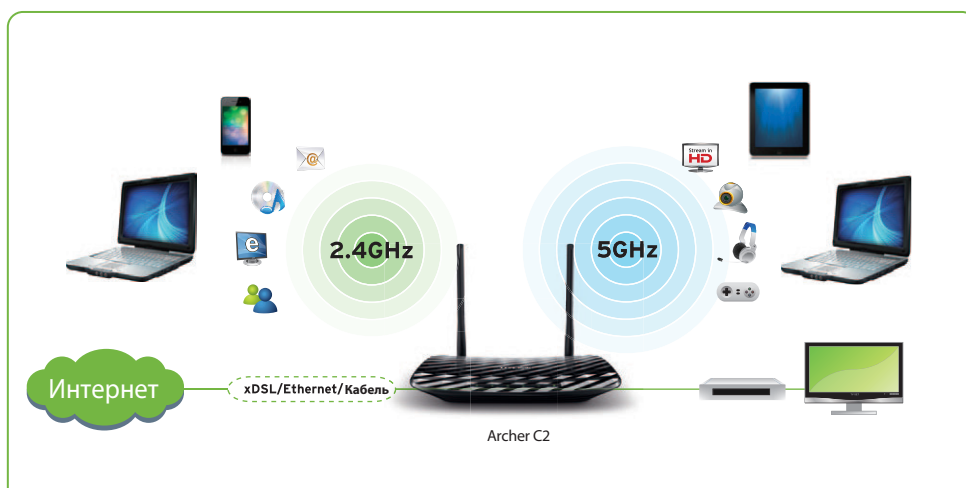 Stream in
HD
@
e
2.4GHz
5GHz
Интернет
xDSL/Ethernet/Кабель
Archer C2